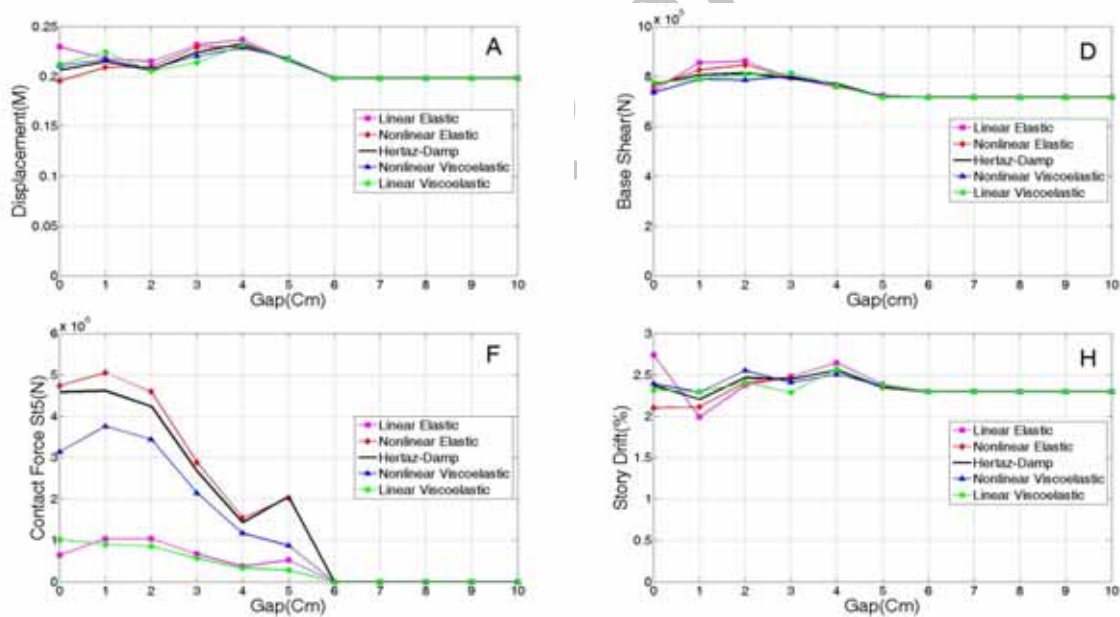 A
0.25
0.2
0.15
0.1
0.05
0
Displacement(M)
Linear Elastic
Nonlinear Elastic
Hertaz-Damp
Nonlinear Viscoelastic
Linear Viscoelastic
0 1 2 3 4 5 6 7 8 9 10
Gap(Cm)
D
10
8
6
4
2
0
Base Shear(N)
Linear Elastic
Nonlinear Elastic
Hertaz-Damp
Nonlinear Viscoelastic
Linear Viscoelastic
0 1 2 3 4 5 6 7 8 9 10
Gap(cm)
F
6
5
4
3
2
1
0
Contact Force St5(N)
Linear Elastic
Nonlinear Elastic
Hertaz-Damp
Nonlinear Viscoelastic
Linear Viscoelastic
0 1 2 3 4 5 6 7 8 9 10
Gap(Cm)
H
3
2.5
2
1.5
1
0.5
0
Story Drift(%)
Linear Elastic
Nonlinear Elastic
Hertaz-Damp
Nonlinear Viscoelastic
Linear Viscoelastic
0 1 2 3 4 5 6 7 8 9 10
Gap(Cm)